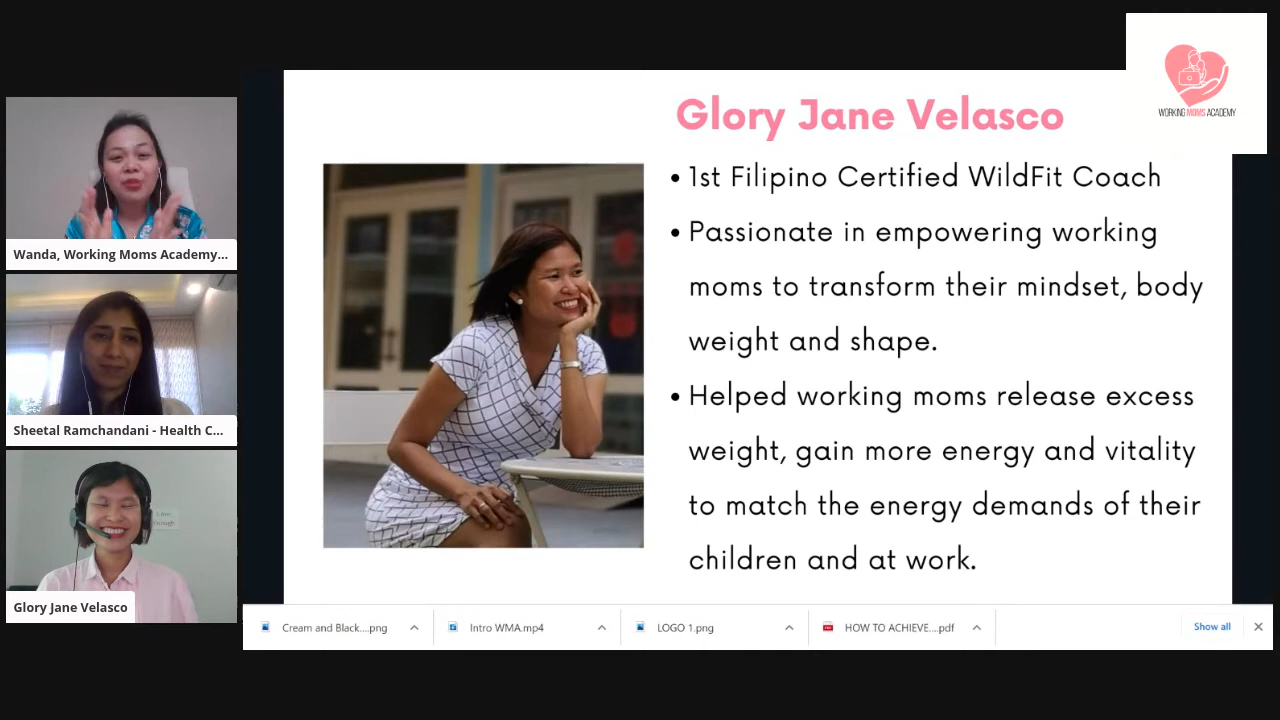 WORKING MOMS ACADEMY
Glory Jane Velasco
• 1st Filipino Certified WildFit Coach
• Passionate in empowering working
moms to transform their mindset, body
weight and shape.
• Helped working moms release excess
weight, gain more energy and vitality
to match the energy demands of their
children and at work.
Wanda, Working Moms Academy...
Sheetal Ramchandani - Health C...
Glory Jane Velasco
Cream and Black....png
Intro WMA.mp4
LOGO 1.png
HOW TO ACHIEVE....pdf
Show all